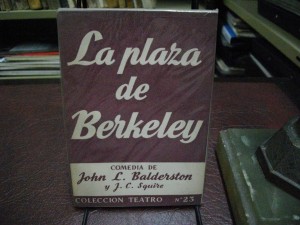 La plaza
de
Berkeley
COMEDIA DE
John L. Balderston
y J. C. Squire
COLECCION TEATRO Nº 23